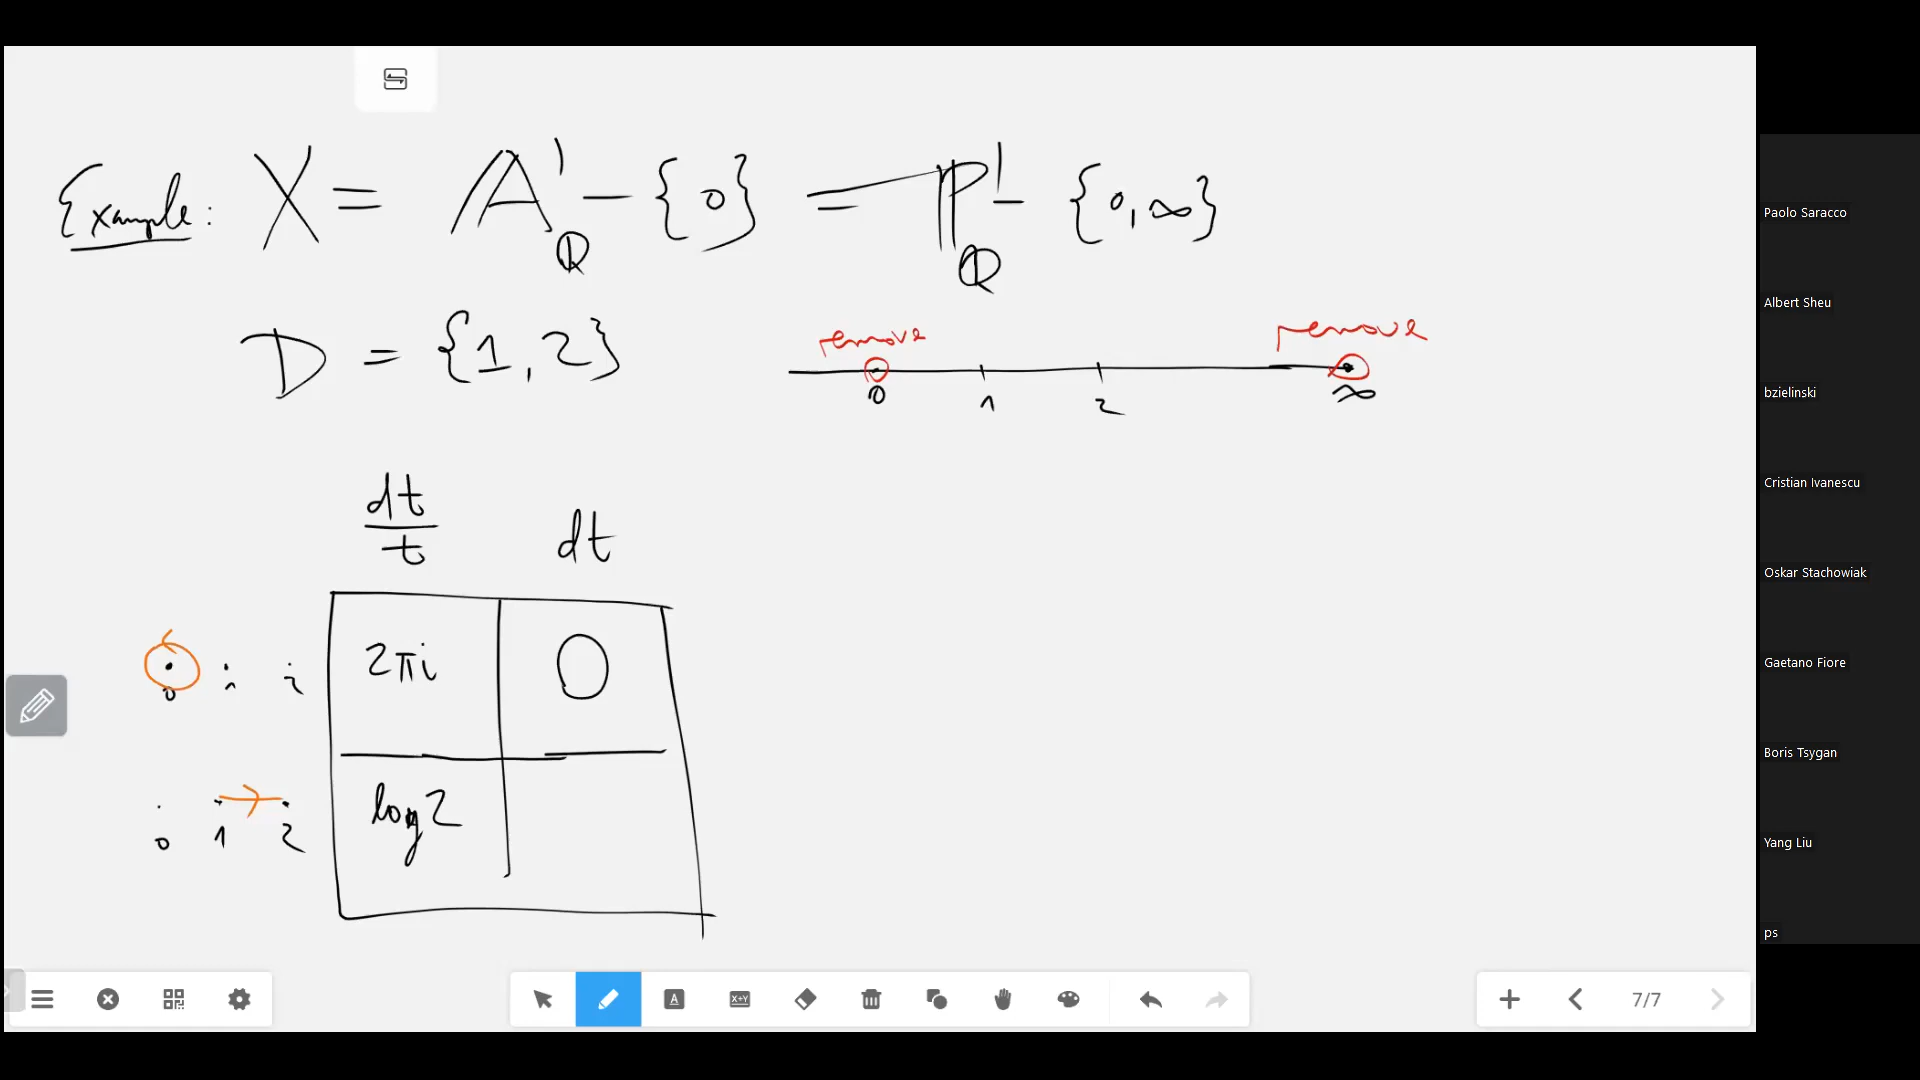 Example: X = 𝔸¹_ℚ − {0} = ℙ¹_ℚ − {0, ∞}
D = {1, 2}
remove remove
0 1 2 ∞
dt/t dt
0 1 2 2πi 0
0 1 2 log 2
Paolo Saracco
Albert Sheu
bzielinski
Cristian Ivanescu
Oskar Stachowiak
Gaetano Fiore
Boris Tsygan
Yang Liu
ps
A X+Y 7/7